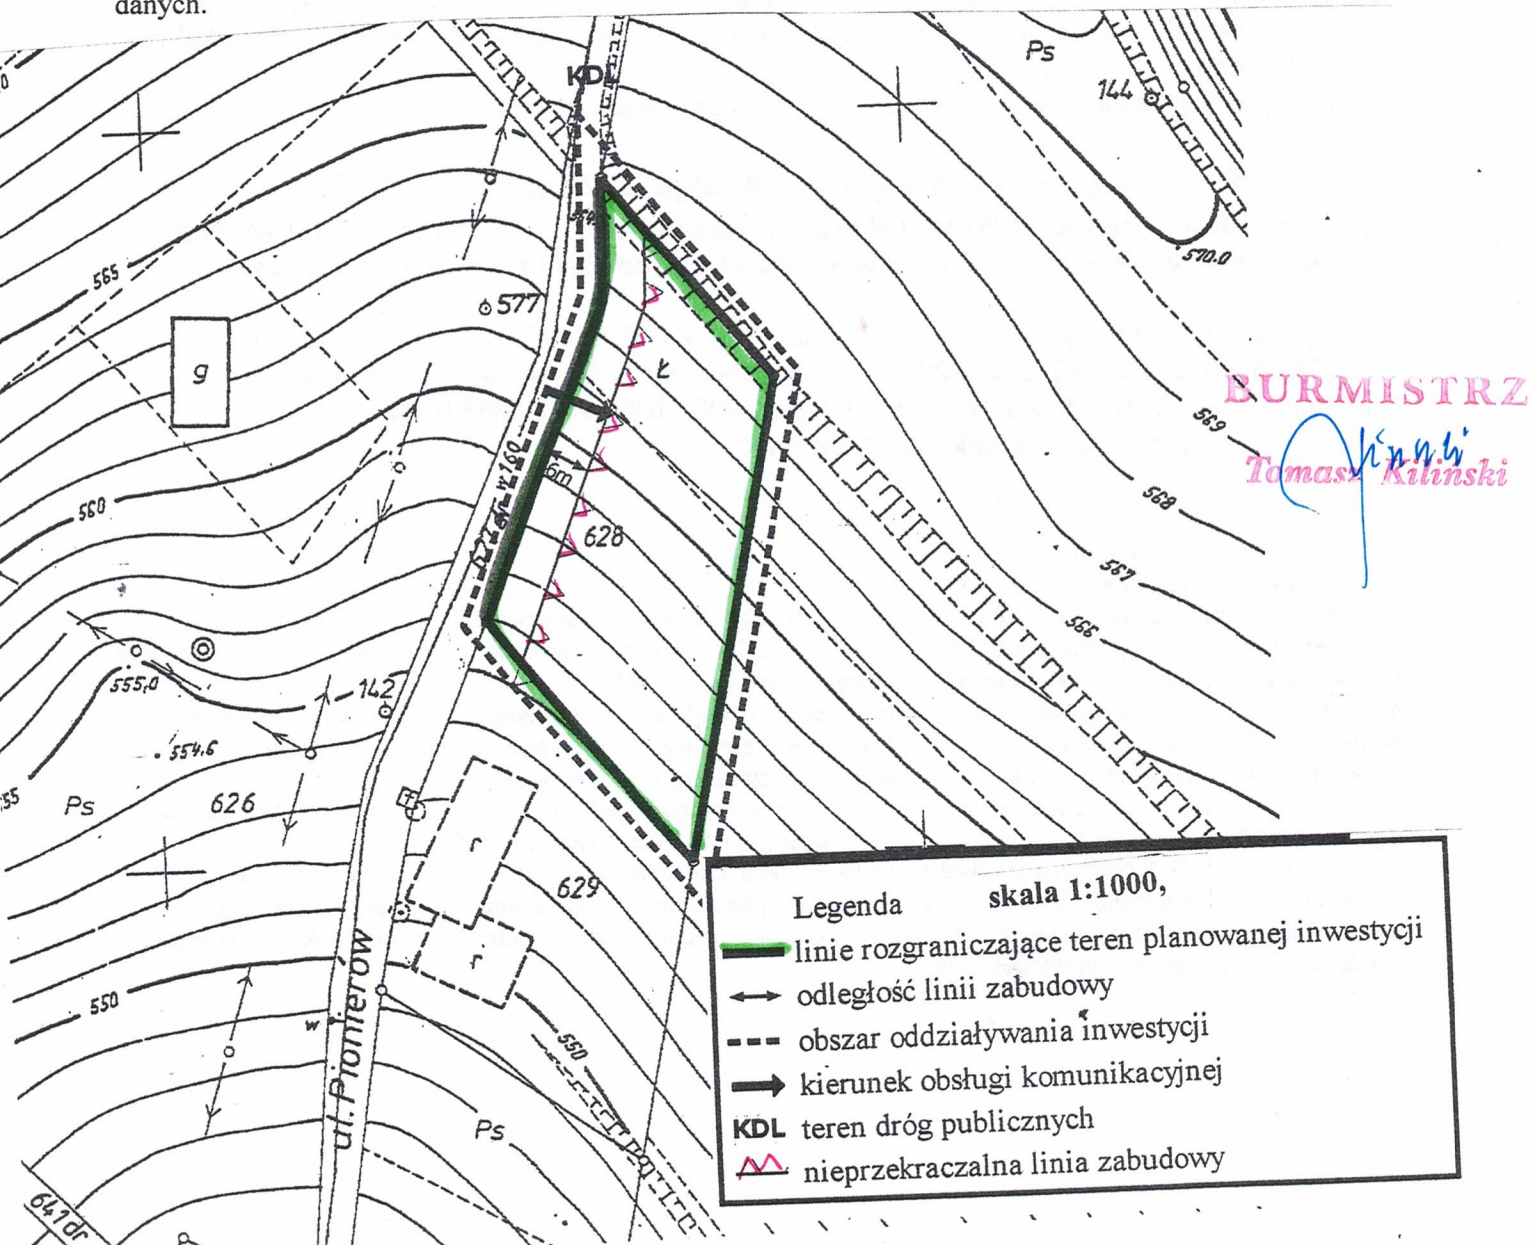 danych.
Ps
KDL
144
570.0
565
577
g
Ł
BURMISTRZ
Tomasz Kiliński
569
6m
560
568
628
567
566
555,0
142
554.6
Ps
626
r
629
r
550
w
ul. Pionierów
550
Ps
641 dr
Legenda skala 1:1000,
linie rozgraniczające teren planowanej inwestycji
odległość linii zabudowy
obszar oddziaływania inwestycji
kierunek obsługi komunikacyjnej
KDL teren dróg publicznych
nieprzekraczalna linia zabudowy